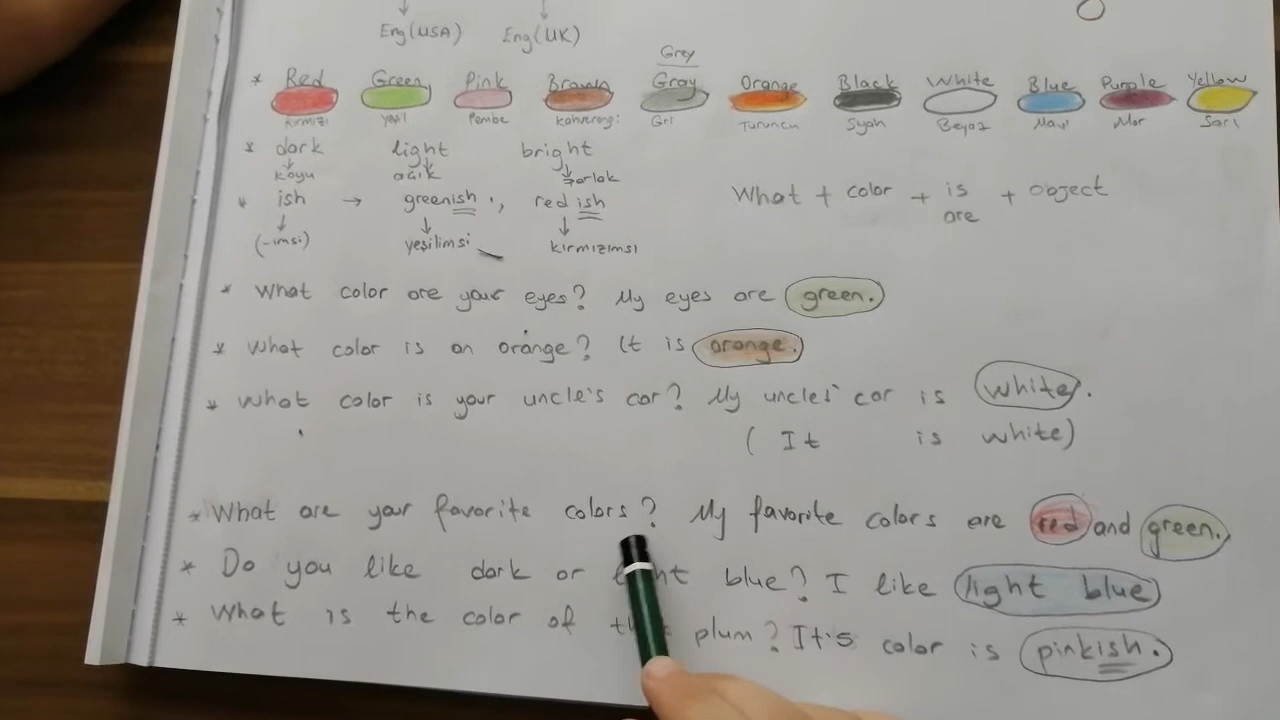 Eng(USA) Eng(UK)
Grey
* Red Green Pink Brown Gray Orange Black White Blue Purple Yellow
Kırmızı Yeşil Pembe Kahverengi Gri Turuncu Siyah Beyaz Mavi Mor Sarı
* dark light bright
Koyu açık parlak
* ish → greenish, redish
(-imsi) yeşilimsi kırmızımsı
What + color + is + object
are
* What color are your eyes? My eyes are green.
* What color is an orange? It is orange.
* What color is your uncle's car? My uncles' car is white.
( It is white)
* What are your favorite colors? My favorite colors are red and green.
* Do you like dark or light blue? I like light blue
* What is the color of plum? It's color is pinkish.